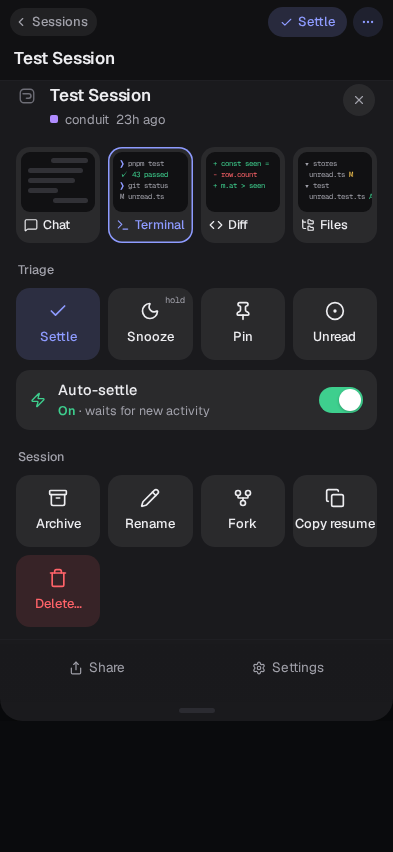 Sessions
Settle
Test Session
Test Session
conduit 23h ago
❯ pnpm test
✓ 43 passed
❯ git status
M unread.ts
Chat
Terminal
+ const seen =
- row.count
+ m.at > seen
Diff
▾ stores
unread.ts M
▾ test
unread.test.ts A
Files
Triage
Settle
hold
Snooze
Pin
Unread
Auto-settle
On · waits for new activity
Session
Archive
Rename
Fork
Copy resume
Delete…
Share
Settings